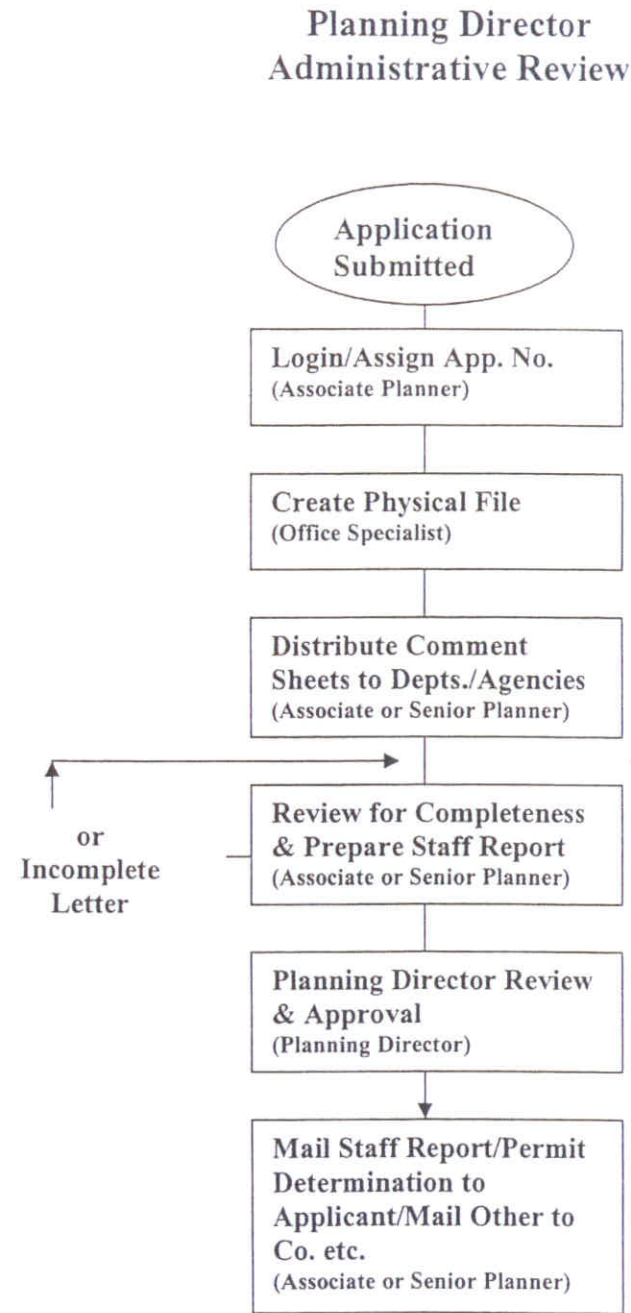 Planning Director
Administrative Review
Application
Submitted
Login/Assign App. No.
(Associate Planner)
Create Physical File
(Office Specialist)
Distribute Comment
Sheets to Depts./Agencies
(Associate or Senior Planner)
or
Incomplete
Letter
Review for Completeness
& Prepare Staff Report
(Associate or Senior Planner)
Planning Director Review
& Approval
(Planning Director)
Mail Staff Report/Permit
Determination to
Applicant/Mail Other to
Co. etc.
(Associate or Senior Planner)